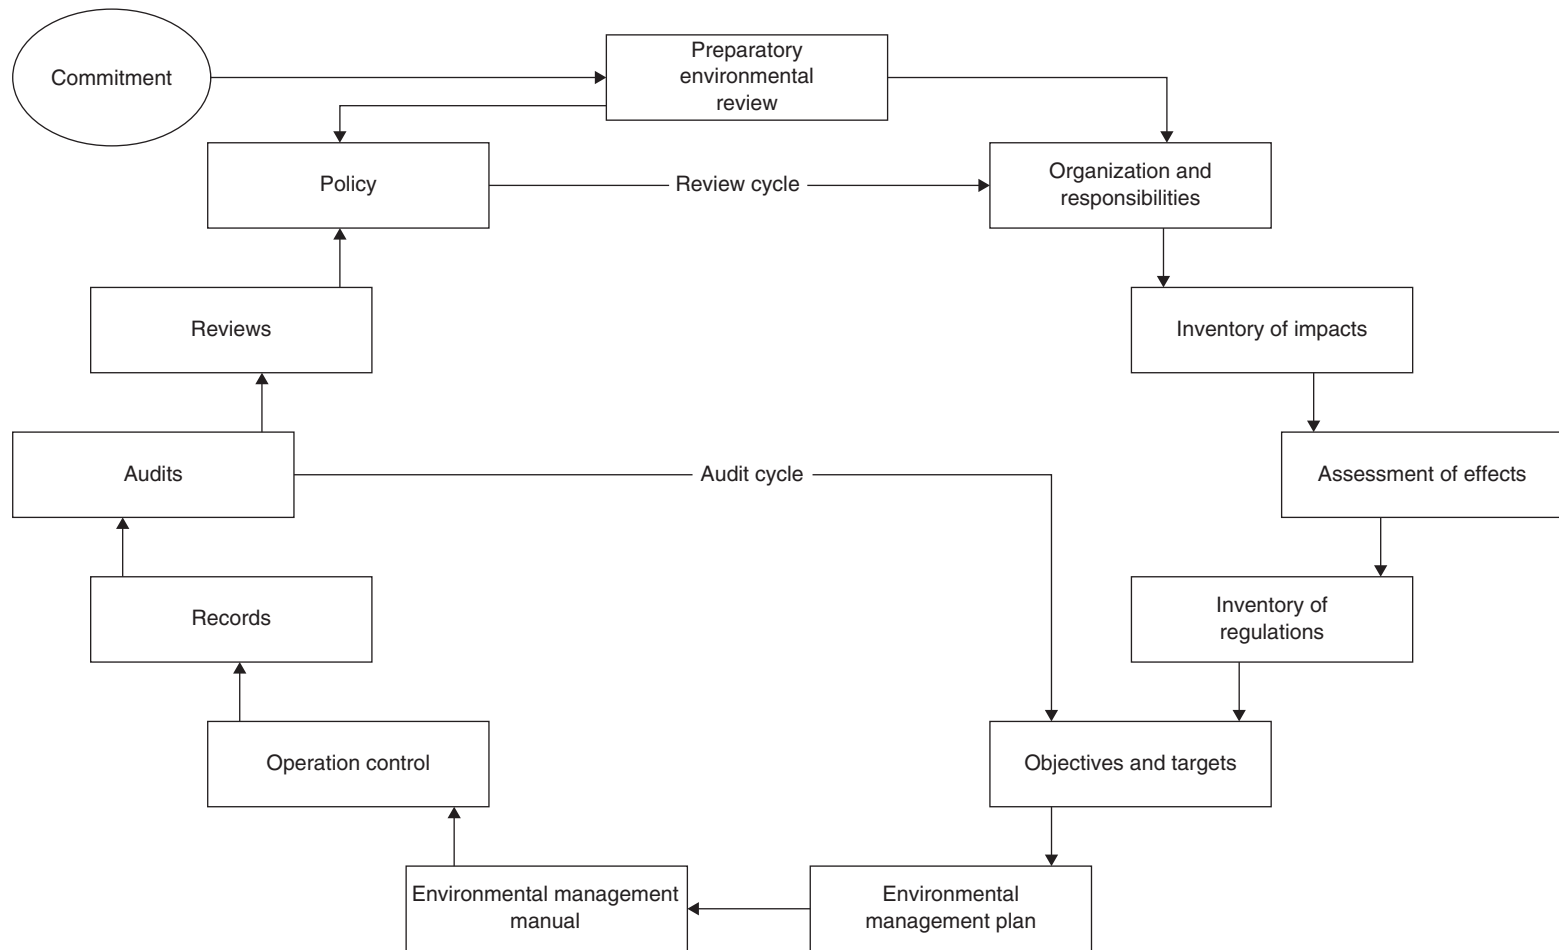 Commitment
Preparatory
environmental
review
Policy
Review cycle
Organization and
responsibilities
Reviews
Inventory of impacts
Audits
Audit cycle
Assessment of effects
Records
Inventory of
regulations
Operation control
Objectives and targets
Environmental management
manual
Environmental
management plan